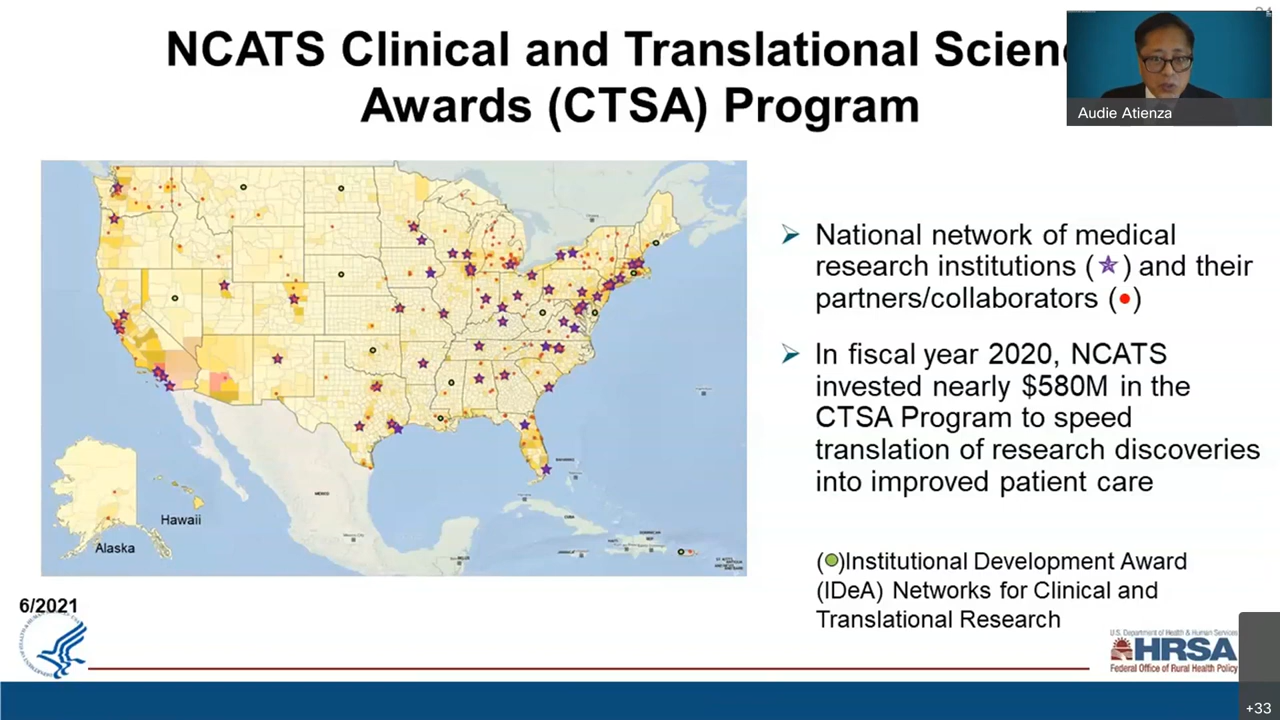 NCATS Clinical and Translational Scien
Awards (CTSA) Program
Audie Atienza
National network of medical
research institutions ( ) and their
partners/collaborators ( )
In fiscal year 2020, NCATS
invested nearly $580M in the
CTSA Program to speed
translation of research discoveries
into improved patient care
( )Institutional Development Award
(IDeA) Networks for Clinical and
Translational Research
MEXICO
CUBA
Hawaii
Alaska
6/2021
U.S. Department of Health & Human Services
HRSA
Federal Office of Rural Health Policy
+33